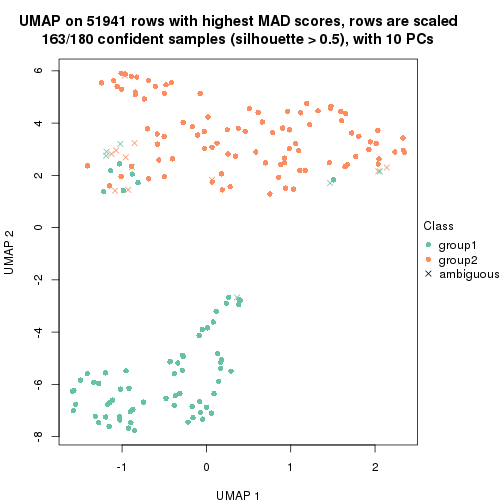 UMAP on 51941 rows with highest MAD scores, rows are scaled
163/180 confident samples (silhouette > 0.5), with 10 PCs
6
4
2
0
-2
-4
-6
-8
UMAP 2
-1
0
1
2
UMAP 1
Class
group1
group2
ambiguous